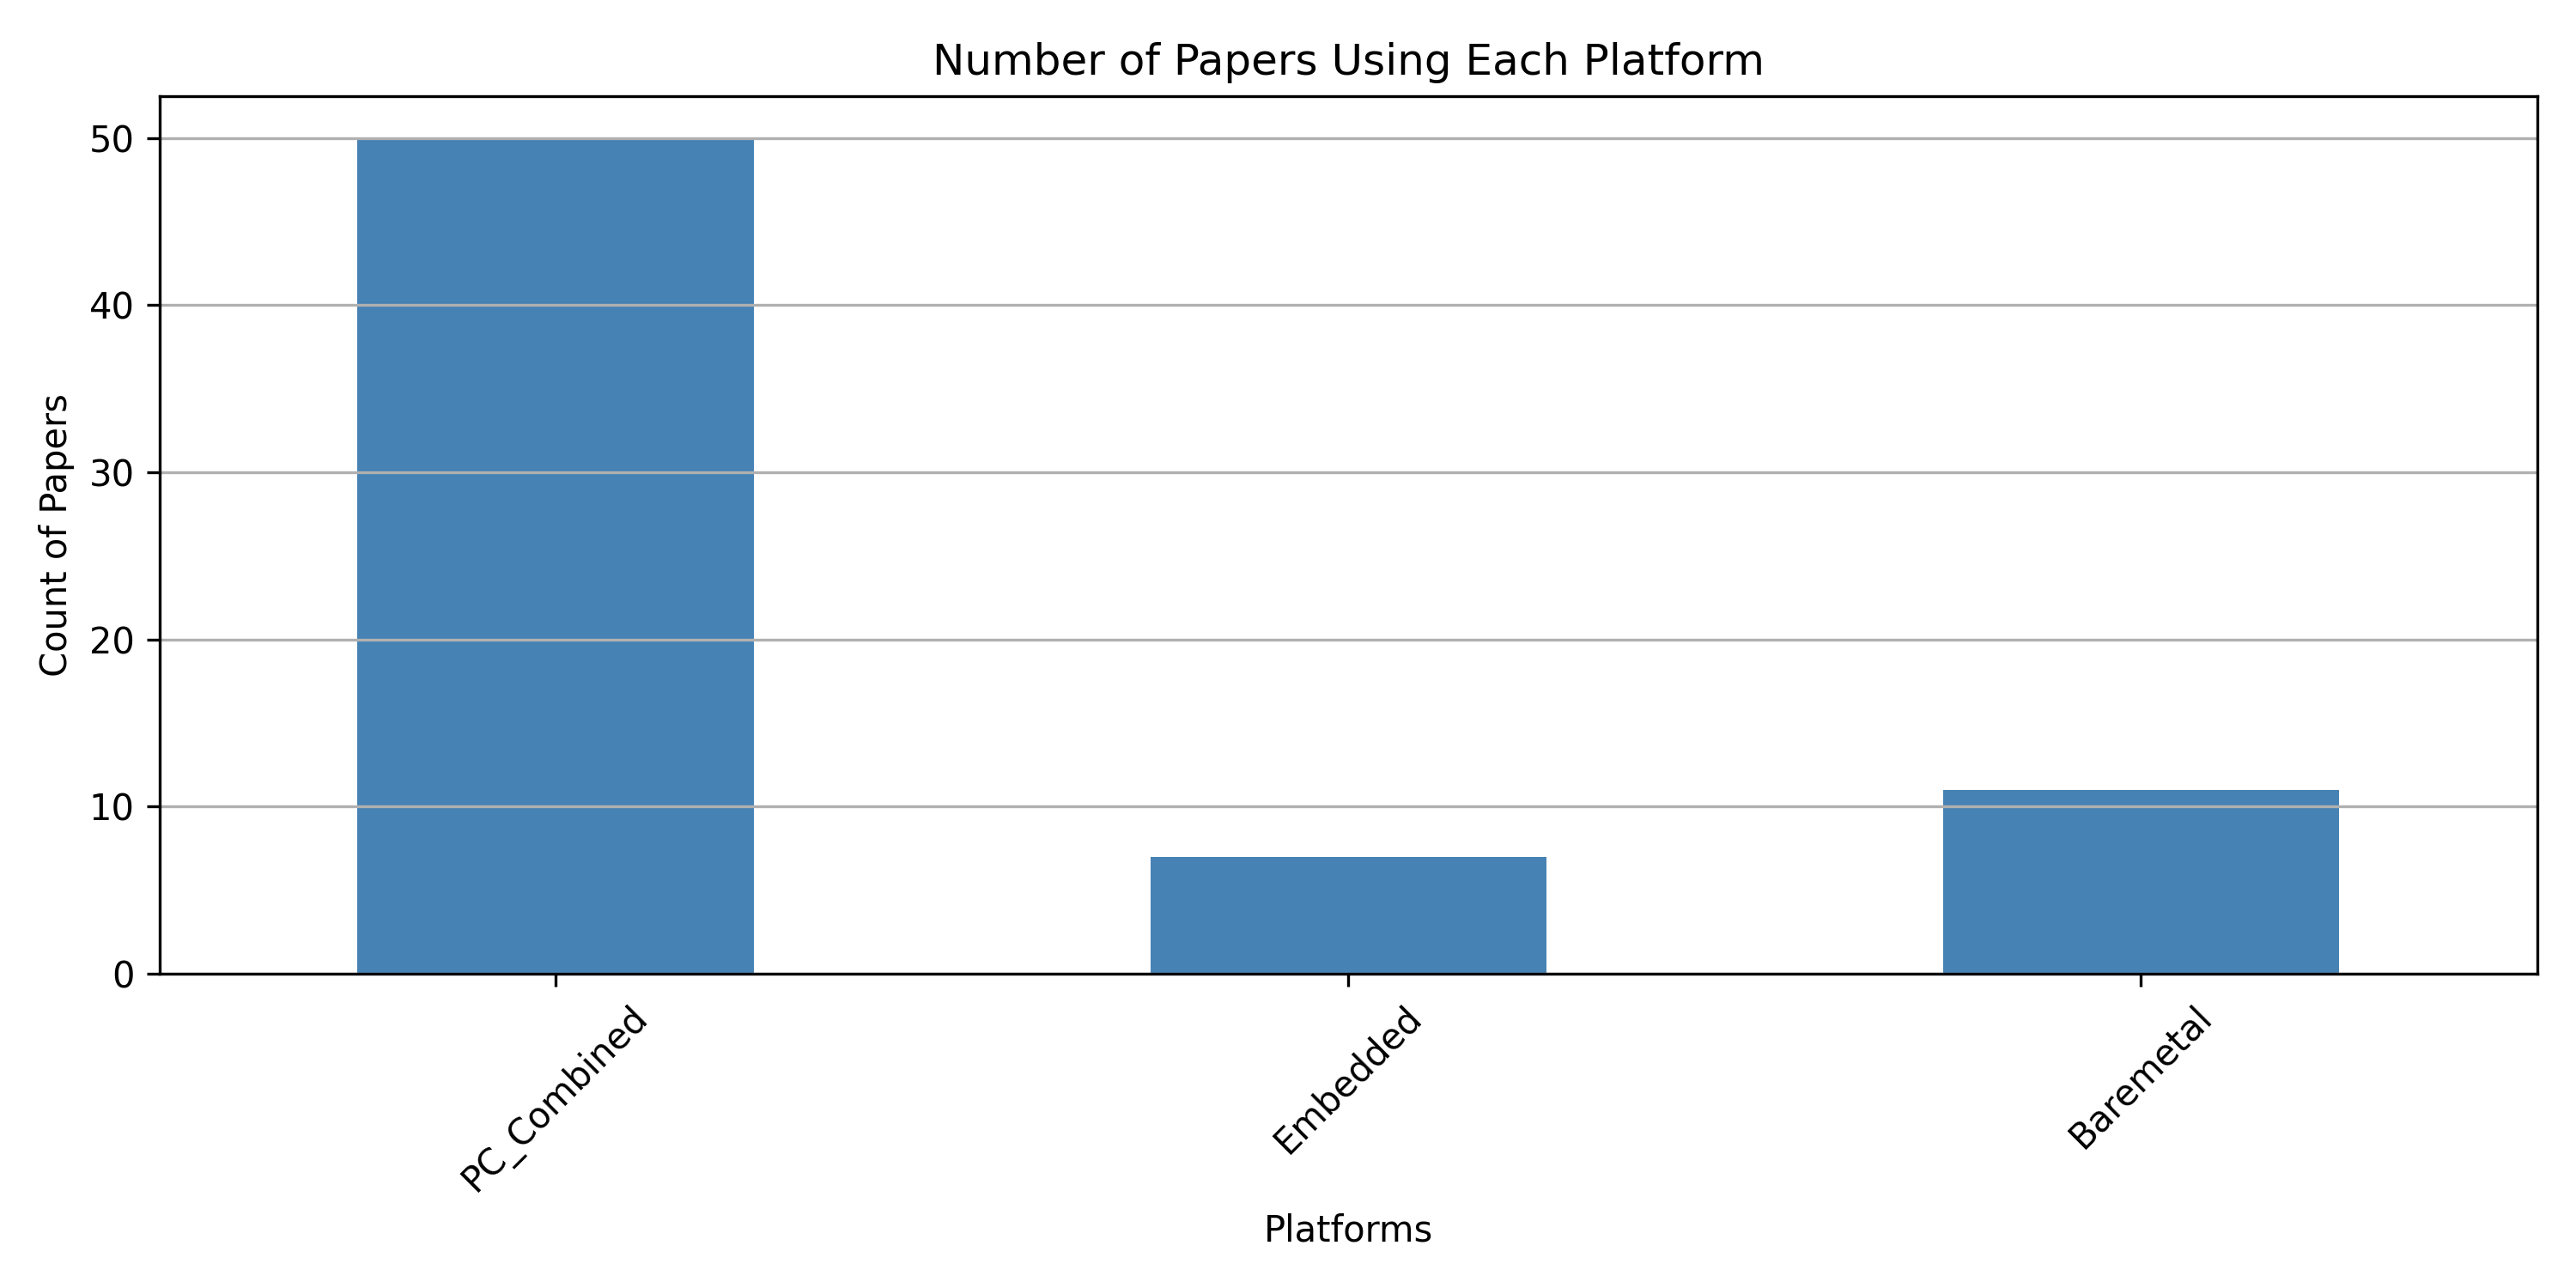 Number of Papers Using Each Platform
Count of Papers
50
40
30
20
10
0
PC_Combined
Embedded
Baremetal
Platforms